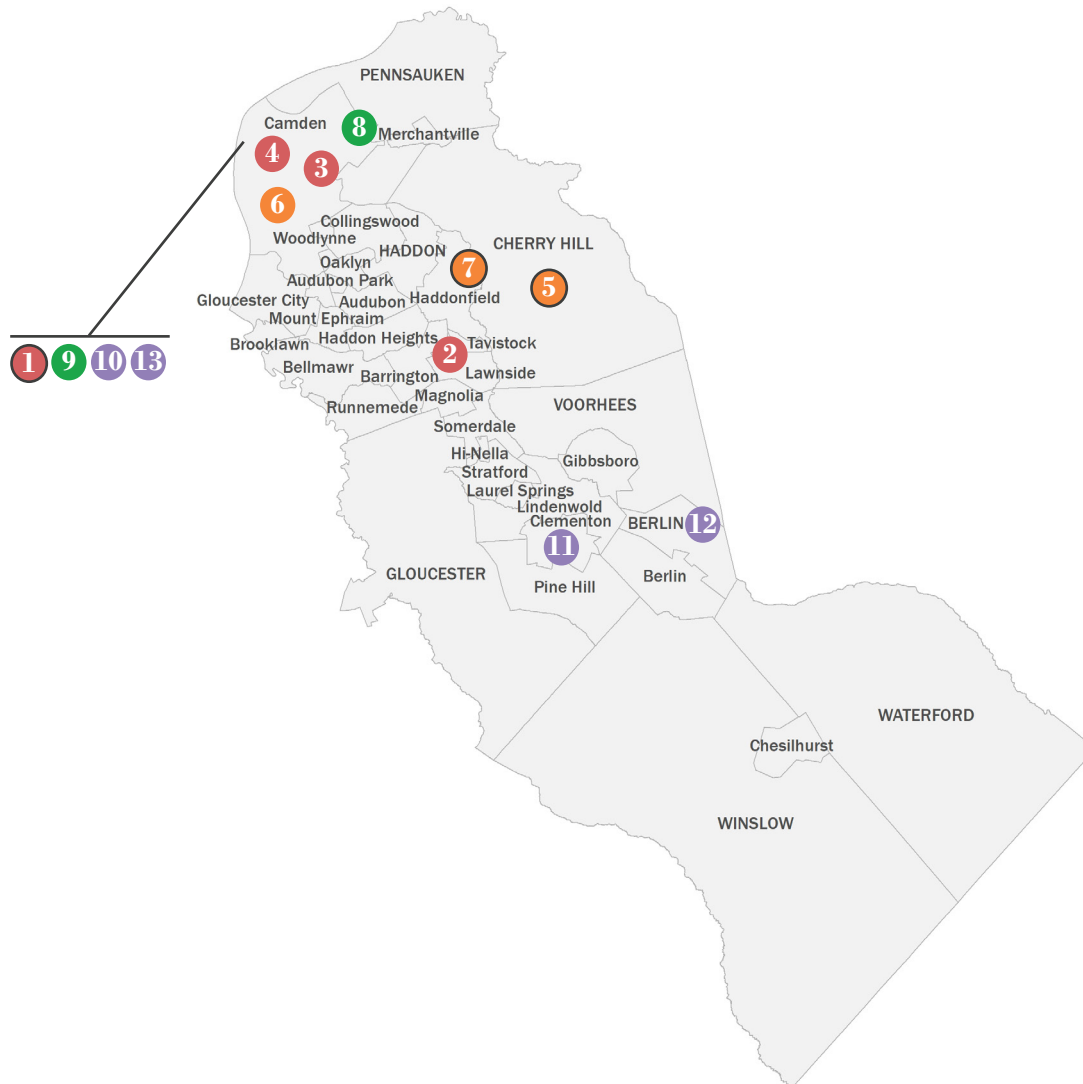 PENNSAUKEN
Camden
8
Merchantville
4
3
6
Collingswood
Woodlynne
HADDON
CHERRY HILL
Oaklyn
7
Audubon Park
5
Gloucester City
Audubon
Haddonfield
Mount Ephraim
Brooklawn
Haddon Heights
Tavistock
2
1 9 10 13
Bellmawr
Barrington
Lawnside
Magnolia
Runnemede
VOORHEES
Somerdale
Hi-Nella
Gibbsboro
Stratford
Laurel Springs
Lindenwold
Clementon
BERLIN
12
11
GLOUCESTER
Pine Hill
Berlin
WATERFORD
Chesilhurst
WINSLOW